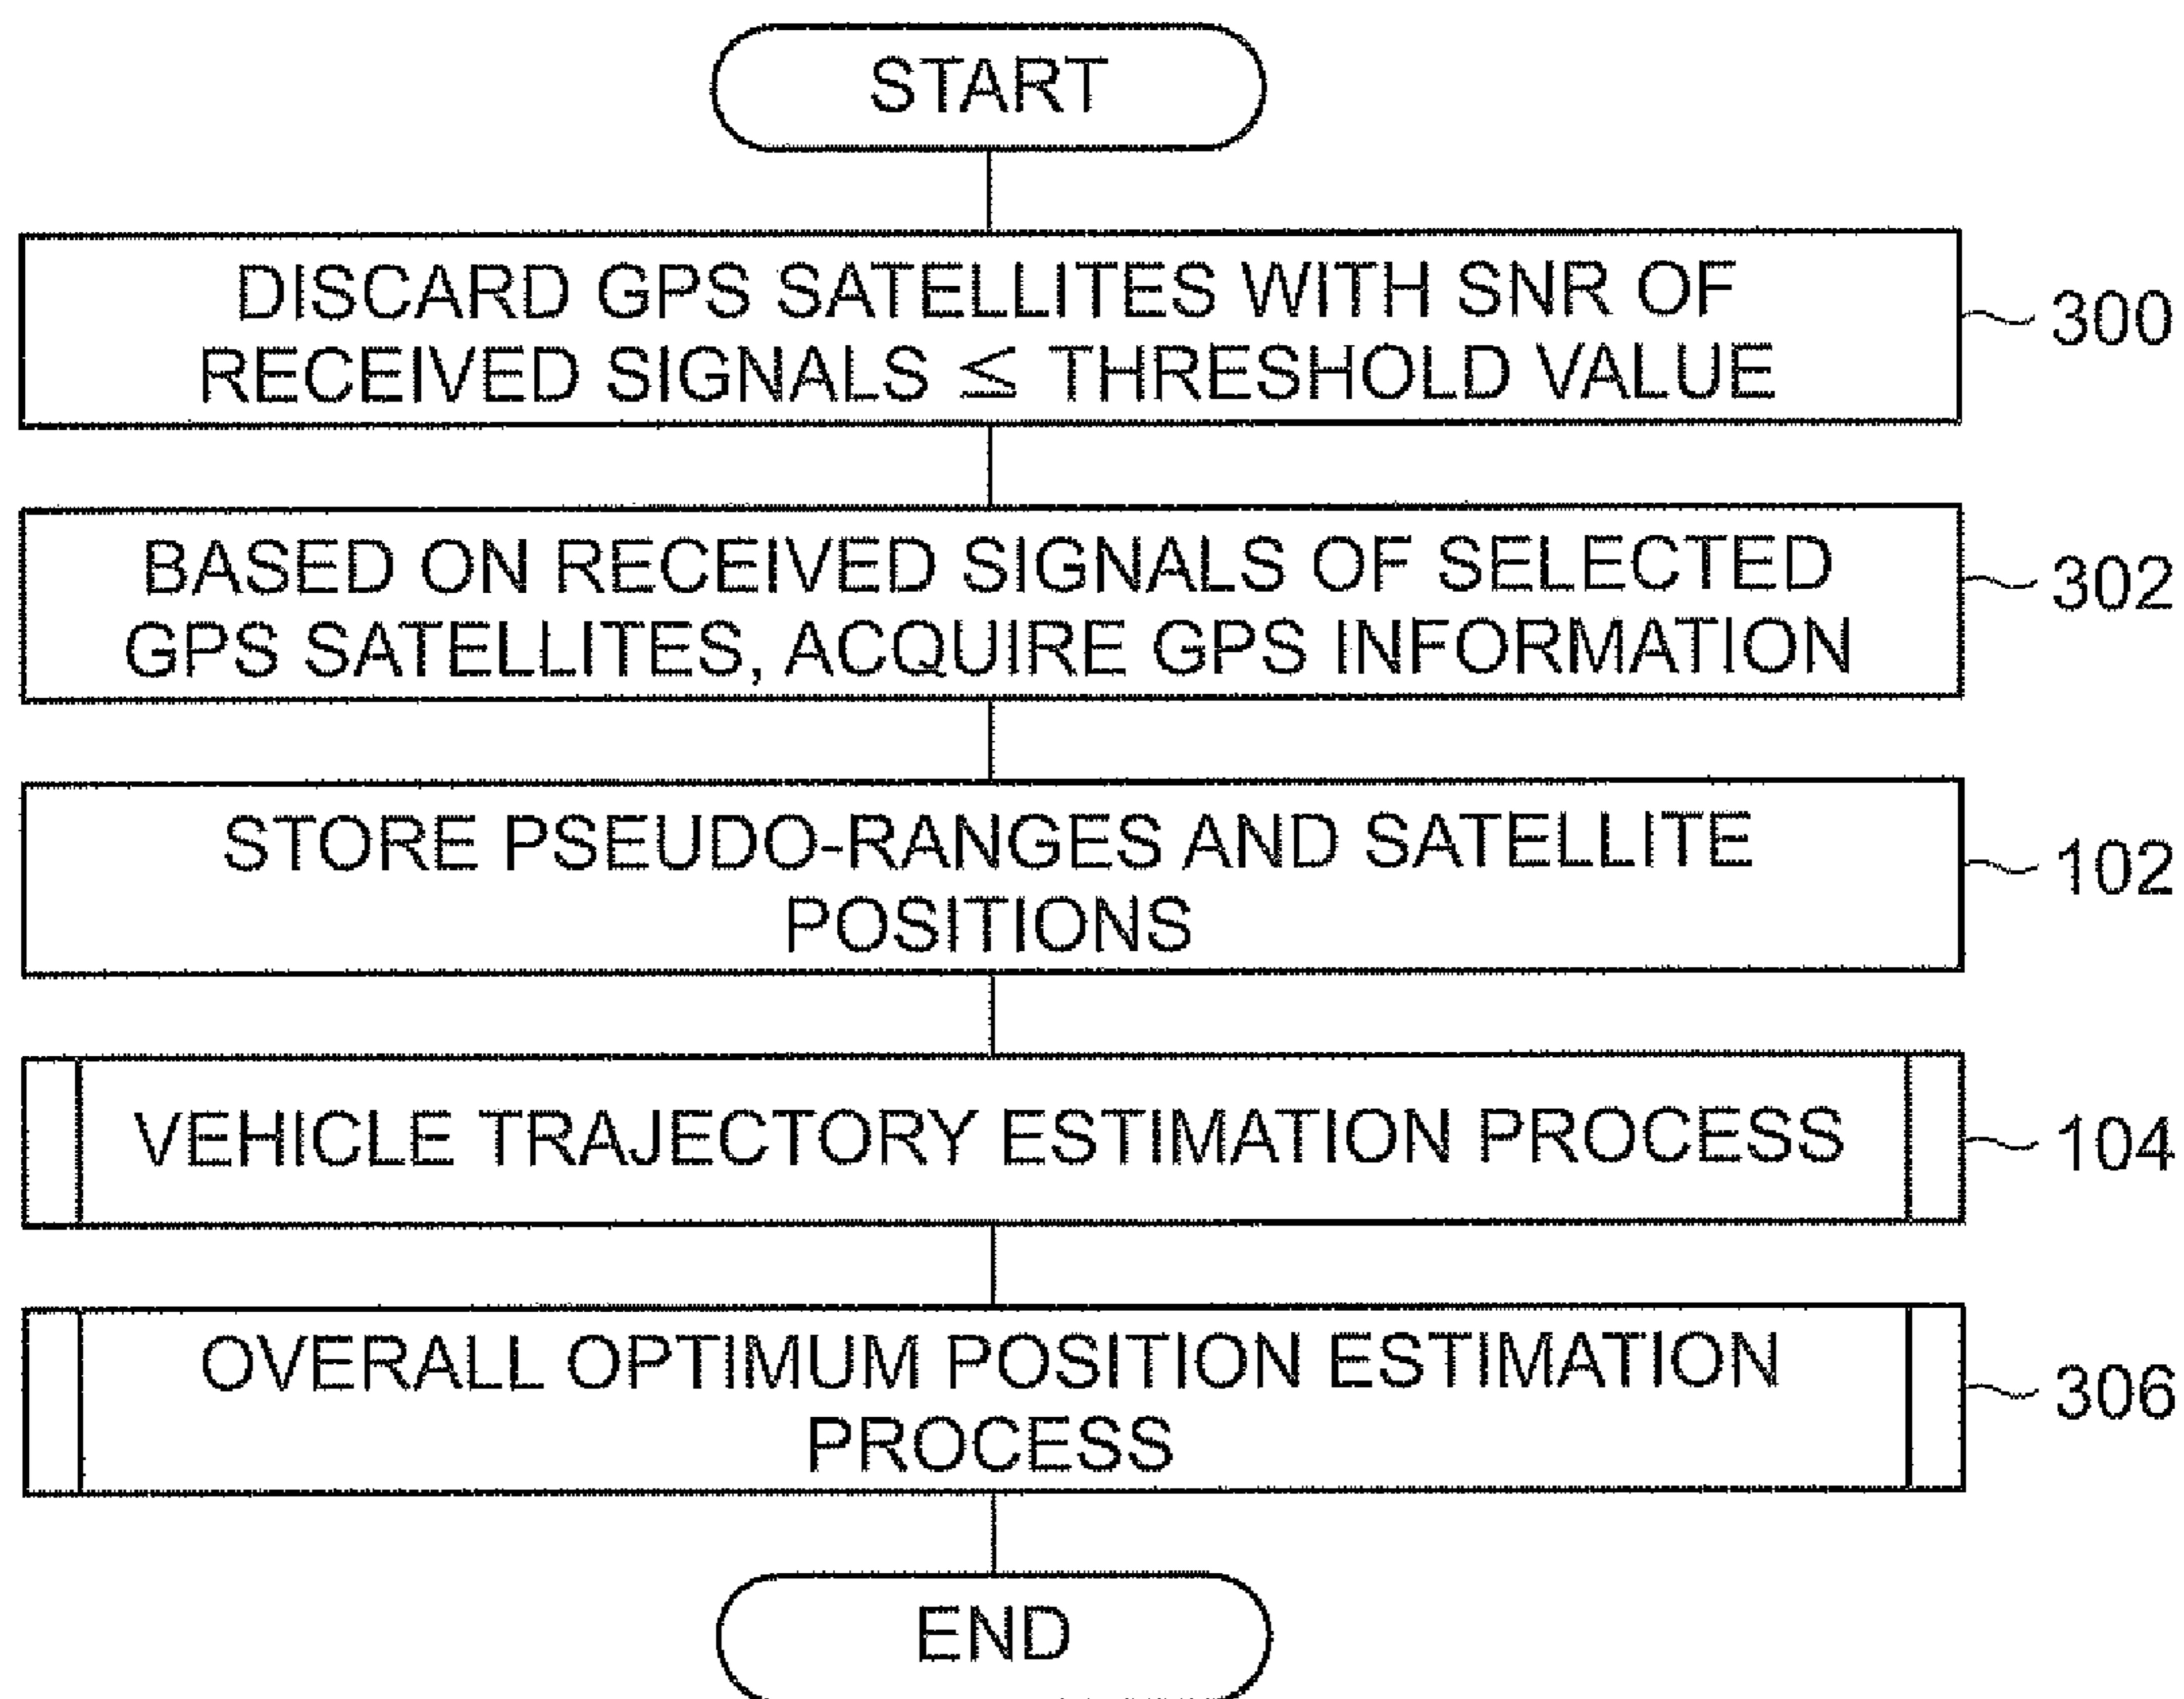 START
DISCARD GPS SATELLITES WITH SNR OF
RECEIVED SIGNALS ≦ THRESHOLD VALUE
300
BASED ON RECEIVED SIGNALS OF SELECTED
GPS SATELLITES, ACQUIRE GPS INFORMATION
302
STORE PSEUDO-RANGES AND SATELLITE
POSITIONS
102
VEHICLE TRAJECTORY ESTIMATION PROCESS
104
OVERALL OPTIMUM POSITION ESTIMATION
PROCESS
306
END